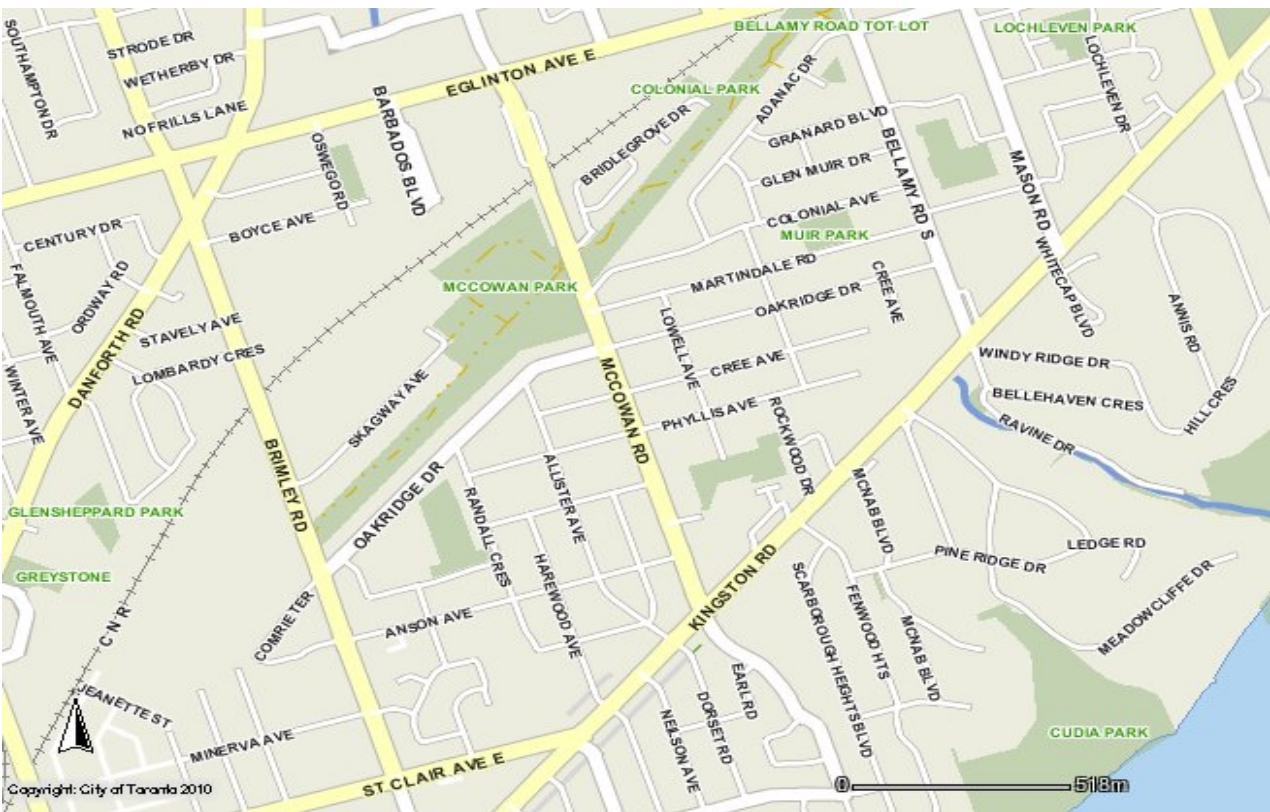 SOUTHAMPTON DR
STRODE DR
WETHERBY DR
NOFRILLS LANE
EGLINTON AVE E
BELLAMY ROAD TOT LOT
LOCHLEVEN PARK
LOCHLEVEN DR
COLONIAL PARK
ADANAC DR
BARBADOS BLVD
OSWEGO RD
BRIDLEGROVE DR
GRANARD BLVD
GLEN MUIR DR
BELLAMY RD S
MASON RD
CENTURY DR
BOYCE AVE
COLONIAL AVE
MUIR PARK
WHITECAP BLVD
FALMOUTH AVE
ORDWAY RD
MCCOWAN PARK
MARTINDALE RD
OAKRIDGE DR
CREE AVE
ANNIS RD
STAVELY AVE
LOMBARDY CRES
DANFORTH RD
WINTER AVE
SKAGWAY AVE
MCCOWAN RD
LOWELL AVE
CREE AVE
WINDY RIDGE DR
BELLEHAVEN CRES
HILL CRES
PHYLLIS AVE
ROCKWOOD DR
RAVINE DR
BRIMLEY RD
OAKRIDGE DR
ALLISTER AVE
RANDALL CRES
MCNAB BLVD
GLENSHEPPARD PARK
GREYSTONE
HAREWOOD AVE
KINGSTON RD
PINE RIDGE DR
LEDGE RD
MEADOWCLIFFE DR
C N R
COMRIE TER
ANSON AVE
SCARBOROUGH HEIGHTS BLVD
FENWOOD HTS
MCNAB BLVD
JEANETTE ST
MINERVA AVE
EARL RD
DORSET RD
NEILSON AVE
CUDIA PARK
ST CLAIR AVE E
Copyright: City of Toronto 2010
0 518m